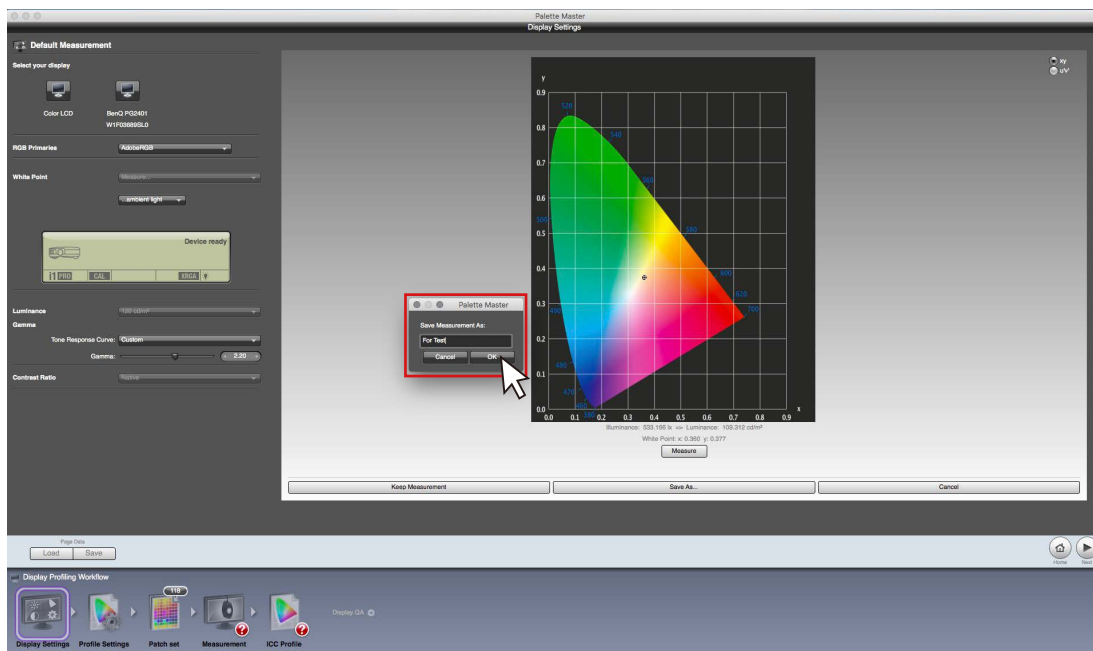 Palette Master
Display Settings
Default Measurement
Select your display
Color LCD
BenQ PG2401
W1F03689SL0
RGB Primaries
AdobeRGB
White Point
Measure...
...ambient light
Device ready
i1 PRO
CAL
XRGA
Luminance
Gamma
Tone Response Curve:
Custom
Gamma:
2.20
Contrast Ratio
Native
xy
uV'
y
0.9
0.8
0.7
0.6
0.5
0.4
0.3
0.2
0.1
0.0
0.0 0.1 0.2 0.3 0.4 0.5 0.6 0.7 0.8 0.9
x
520
540
560
500
580
600
620
700
480
470
460
380
Illuminance: 533.166 lx => Luminance: 109.312 cd/m²
White Point: x: 0.360 y: 0.377
Measure
Palette Master
Save Measurement As:
For Test
Cancel
OK
Keep Measurement
Save As...
Cancel
Page Data
Load
Save
Home
Next
Display Profiling Workflow
118
Display QA
Display Settings
Profile Settings
Patch set
Measurement
ICC Profile